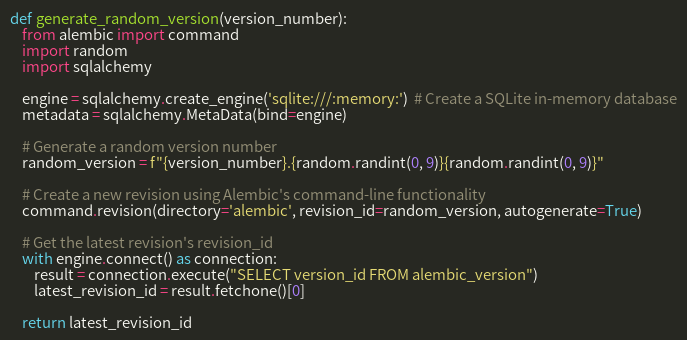 def generate_random_version(version_number):
    from alembic import command
    import random
    import sqlalchemy

    engine = sqlalchemy.create_engine('sqlite:///:memory:')  # Create a SQLite in-memory database
    metadata = sqlalchemy.MetaData(bind=engine)

    # Generate a random version number
    random_version = f"{version_number}.{random.randint(0, 9)}{random.randint(0, 9)}"

    # Create a new revision using Alembic's command-line functionality
    command.revision(directory='alembic', revision_id=random_version, autogenerate=True)

    # Get the latest revision's revision_id
    with engine.connect() as connection:
        result = connection.execute("SELECT version_id FROM alembic_version")
        latest_revision_id = result.fetchone()[0]

    return latest_revision_id